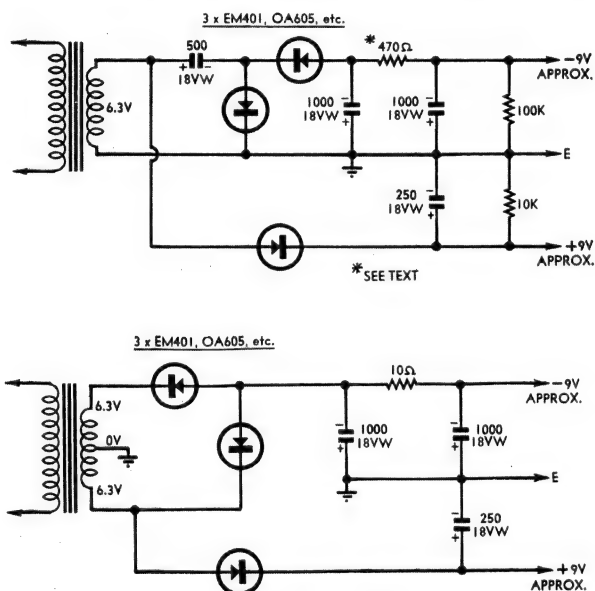 3 x EM401, OA605, etc.
500
+ -
18VW
*
470Ω
-9V
APPROX.
6.3V
-
1000
18VW
+
-
1000
18VW
+
100K
E
-
250
18VW
+
10K
+9V
APPROX.
*SEE TEXT
3 x EM401, OA605, etc.
6.3V
0V
6.3V
10Ω
-9V
APPROX.
-
1000
18VW
+
-
1000
18VW
+
E
-
250
18VW
+
+9V
APPROX.